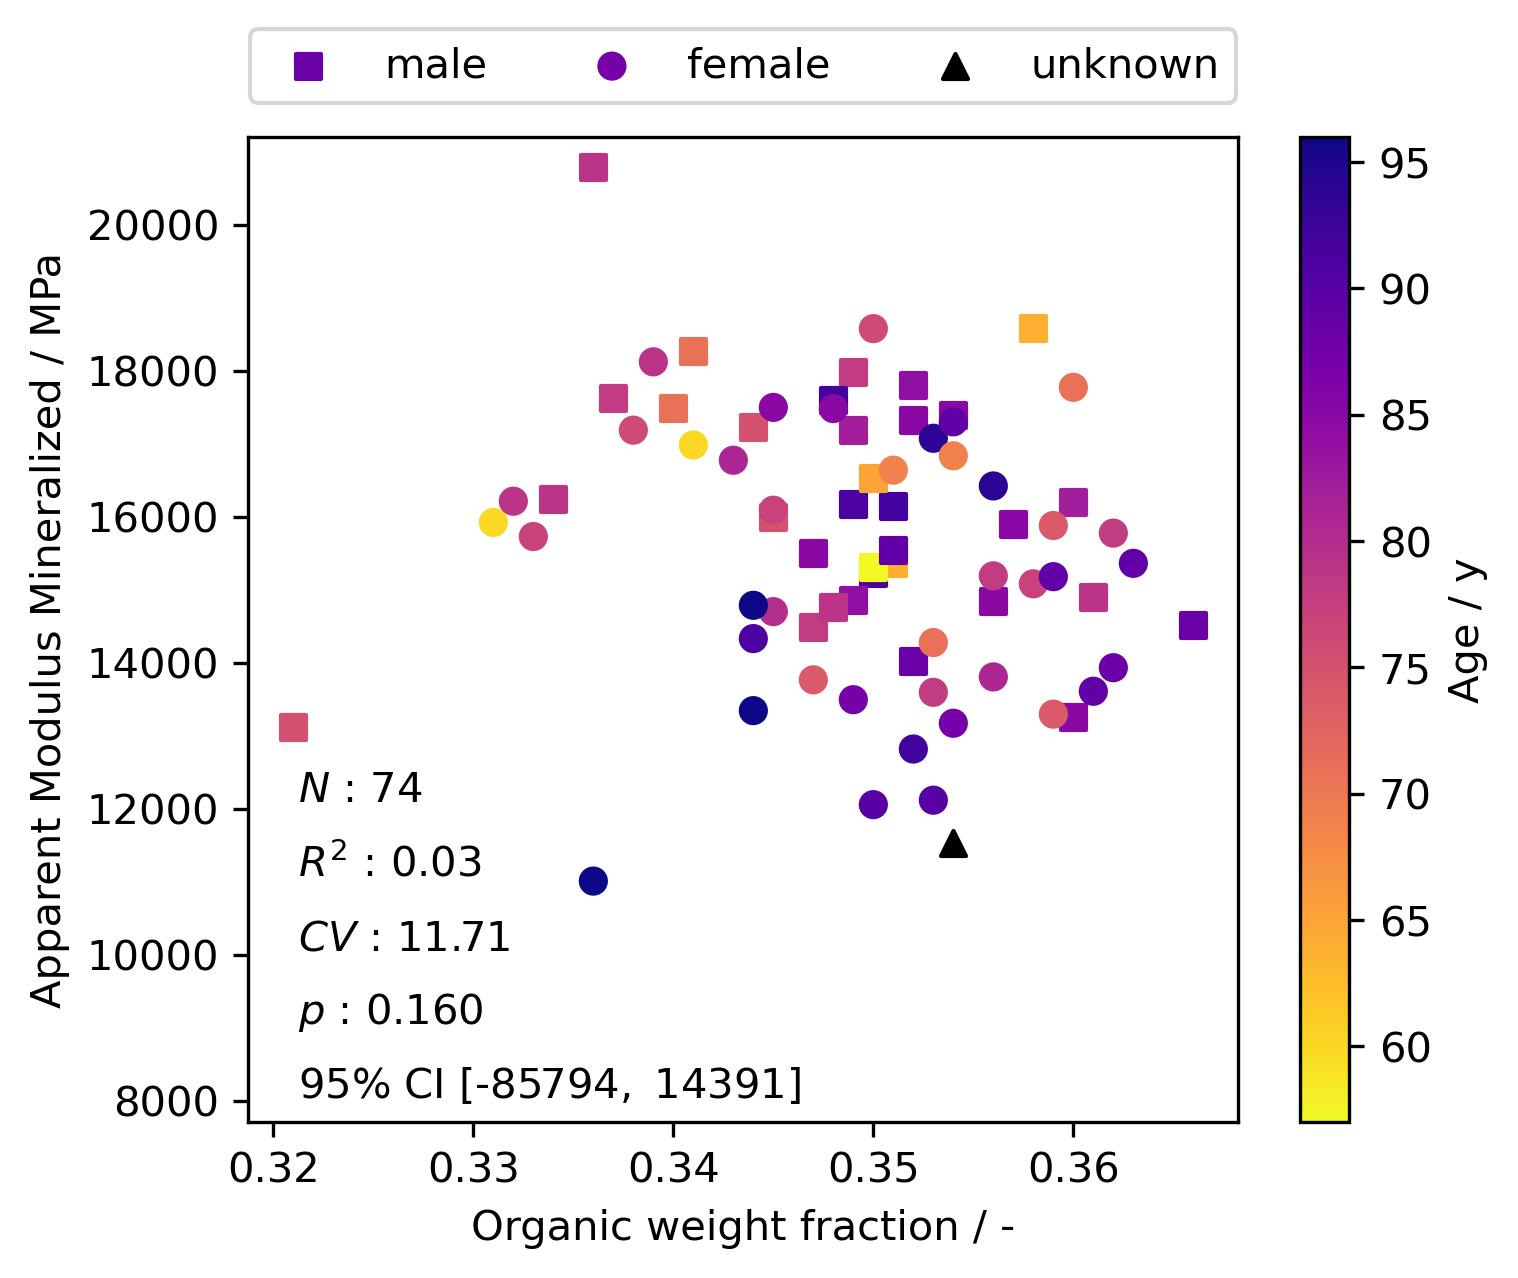 male female unknown
Apparent Modulus Mineralized / MPa
20000
18000
16000
14000
12000
10000
8000
N : 74
R² : 0.03
CV : 11.71
p : 0.160
95% CI [-85794, 14391]
0.32 0.33 0.34 0.35 0.36
Organic weight fraction / -
95
90
85
80
75
70
65
60
Age / y